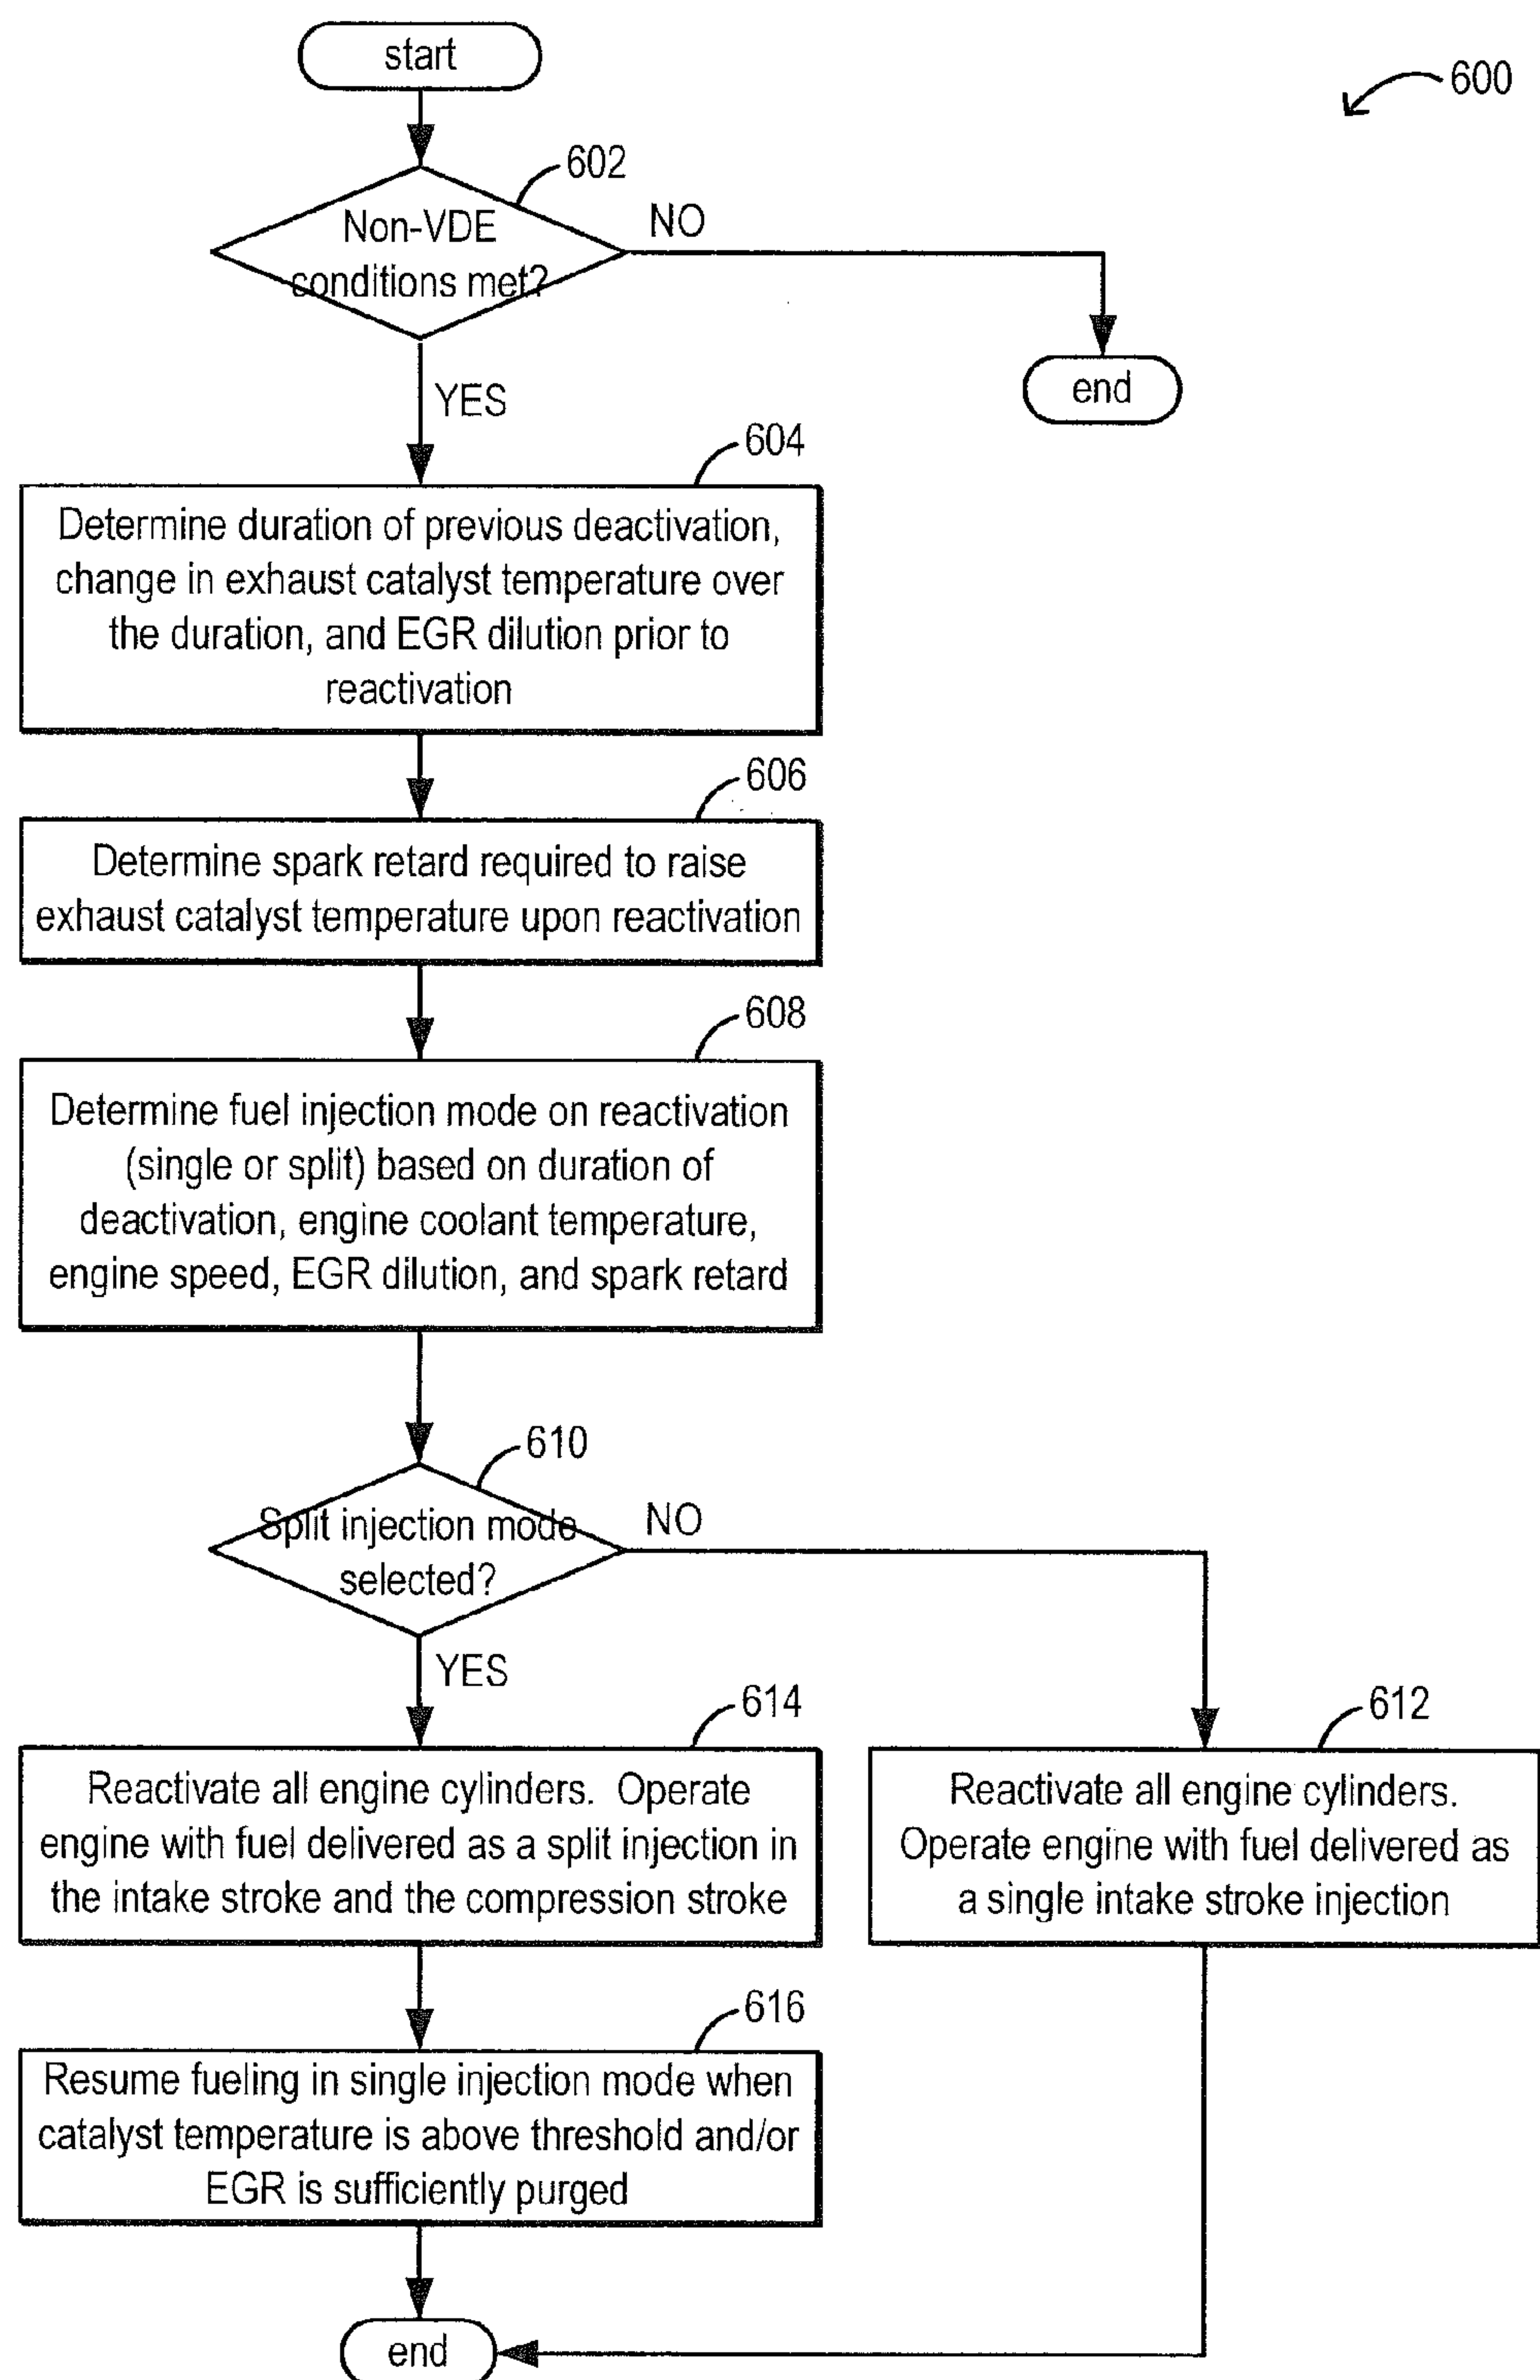 start
600
602
Non-VDE
conditions met?
NO
end
YES
604
Determine duration of previous deactivation,
change in exhaust catalyst temperature over
the duration, and EGR dilution prior to
reactivation
606
Determine spark retard required to raise
exhaust catalyst temperature upon reactivation
608
Determine fuel injection mode on reactivation
(single or split) based on duration of
deactivation, engine coolant temperature,
engine speed, EGR dilution, and spark retard
610
Split injection mode
selected?
NO
YES
614
Reactivate all engine cylinders.  Operate
engine with fuel delivered as a split injection in
the intake stroke and the compression stroke
612
Reactivate all engine cylinders.
Operate engine with fuel delivered as
a single intake stroke injection
616
Resume fueling in single injection mode when
catalyst temperature is above threshold and/or
EGR is sufficiently purged
end